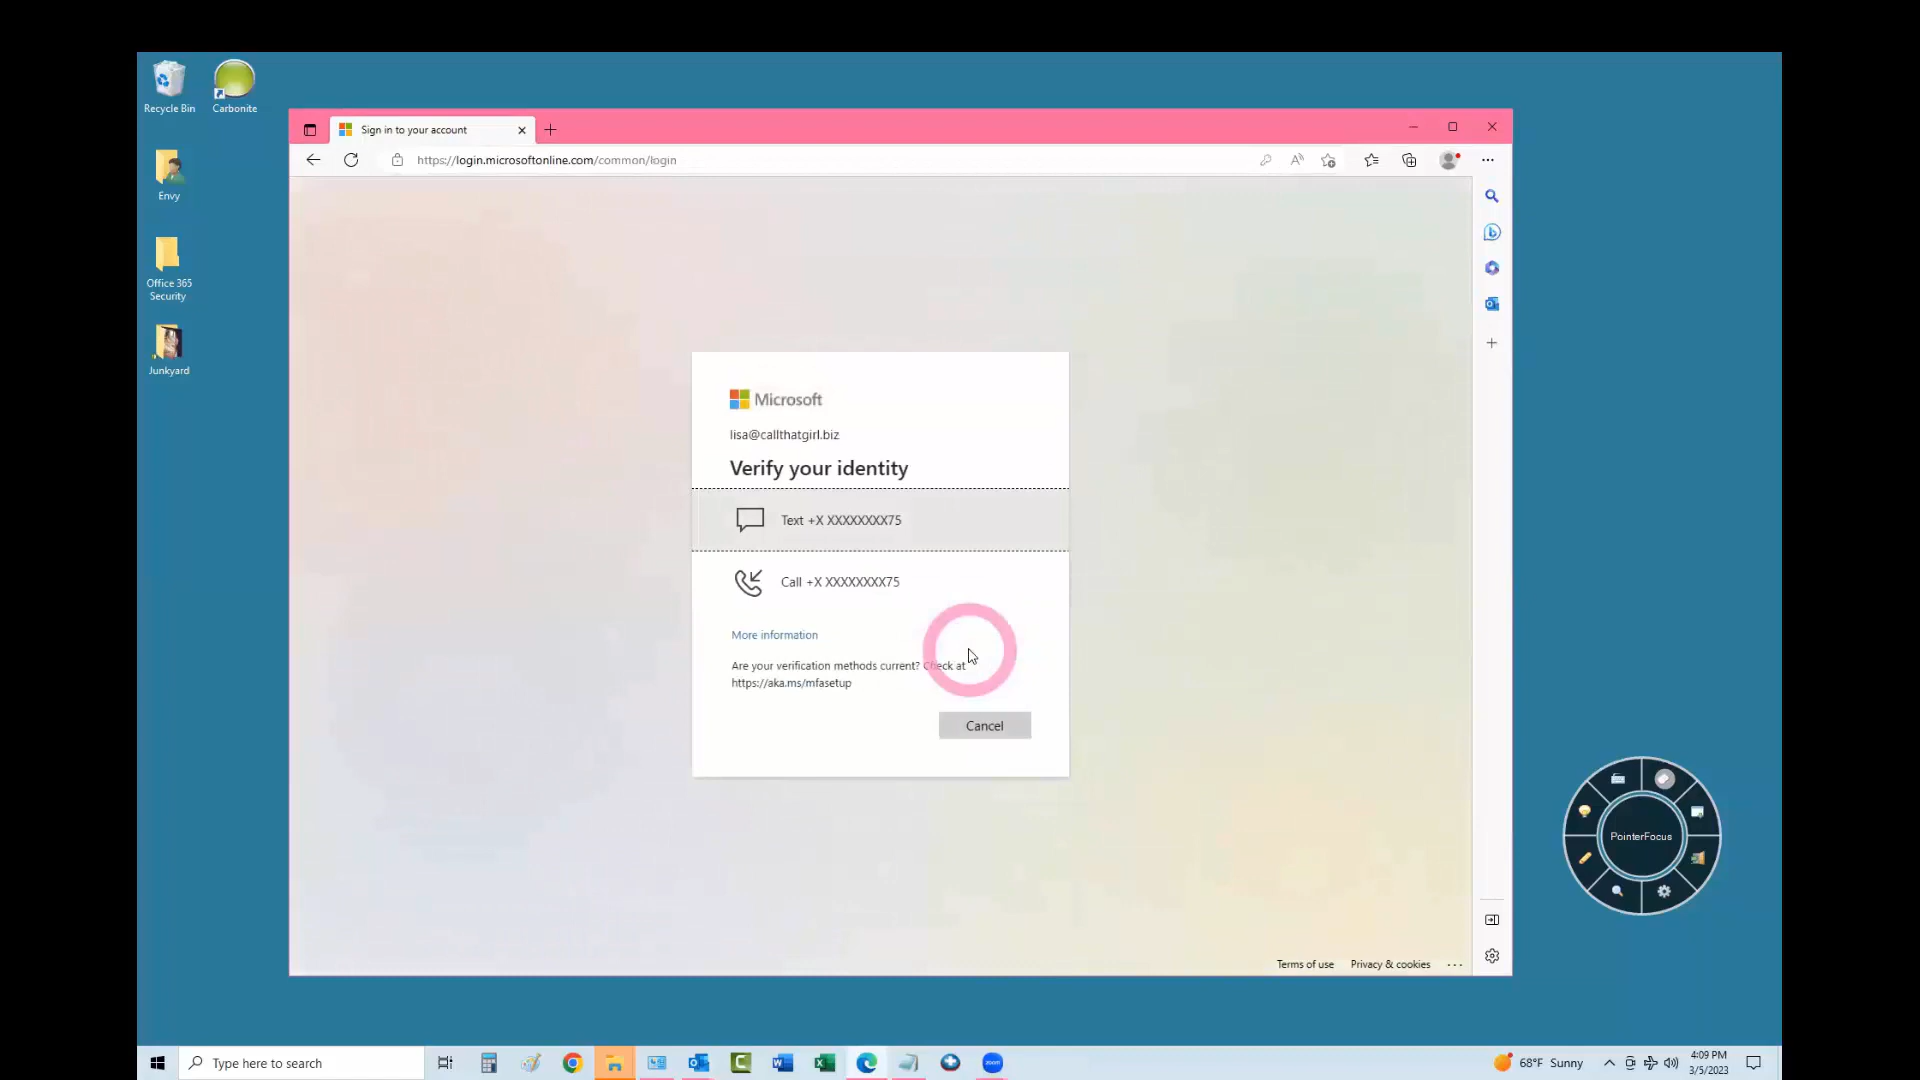 Recycle Bin
Carbonite
Envy
Office 365
Security
Junkyard
Sign in to your account
https://login.microsoftonline.com/common/login
Microsoft
lisa@callthatgirl.biz
Verify your identity
Text +X XXXXXXXX75
Call +X XXXXXXXX75
More information
Are your verification methods current? Check at
https://aka.ms/mfasetup
Cancel
PointerFocus
Terms of use Privacy & cookies ...
Type here to search
zoom
68°F Sunny
4:09 PM
3/5/2023